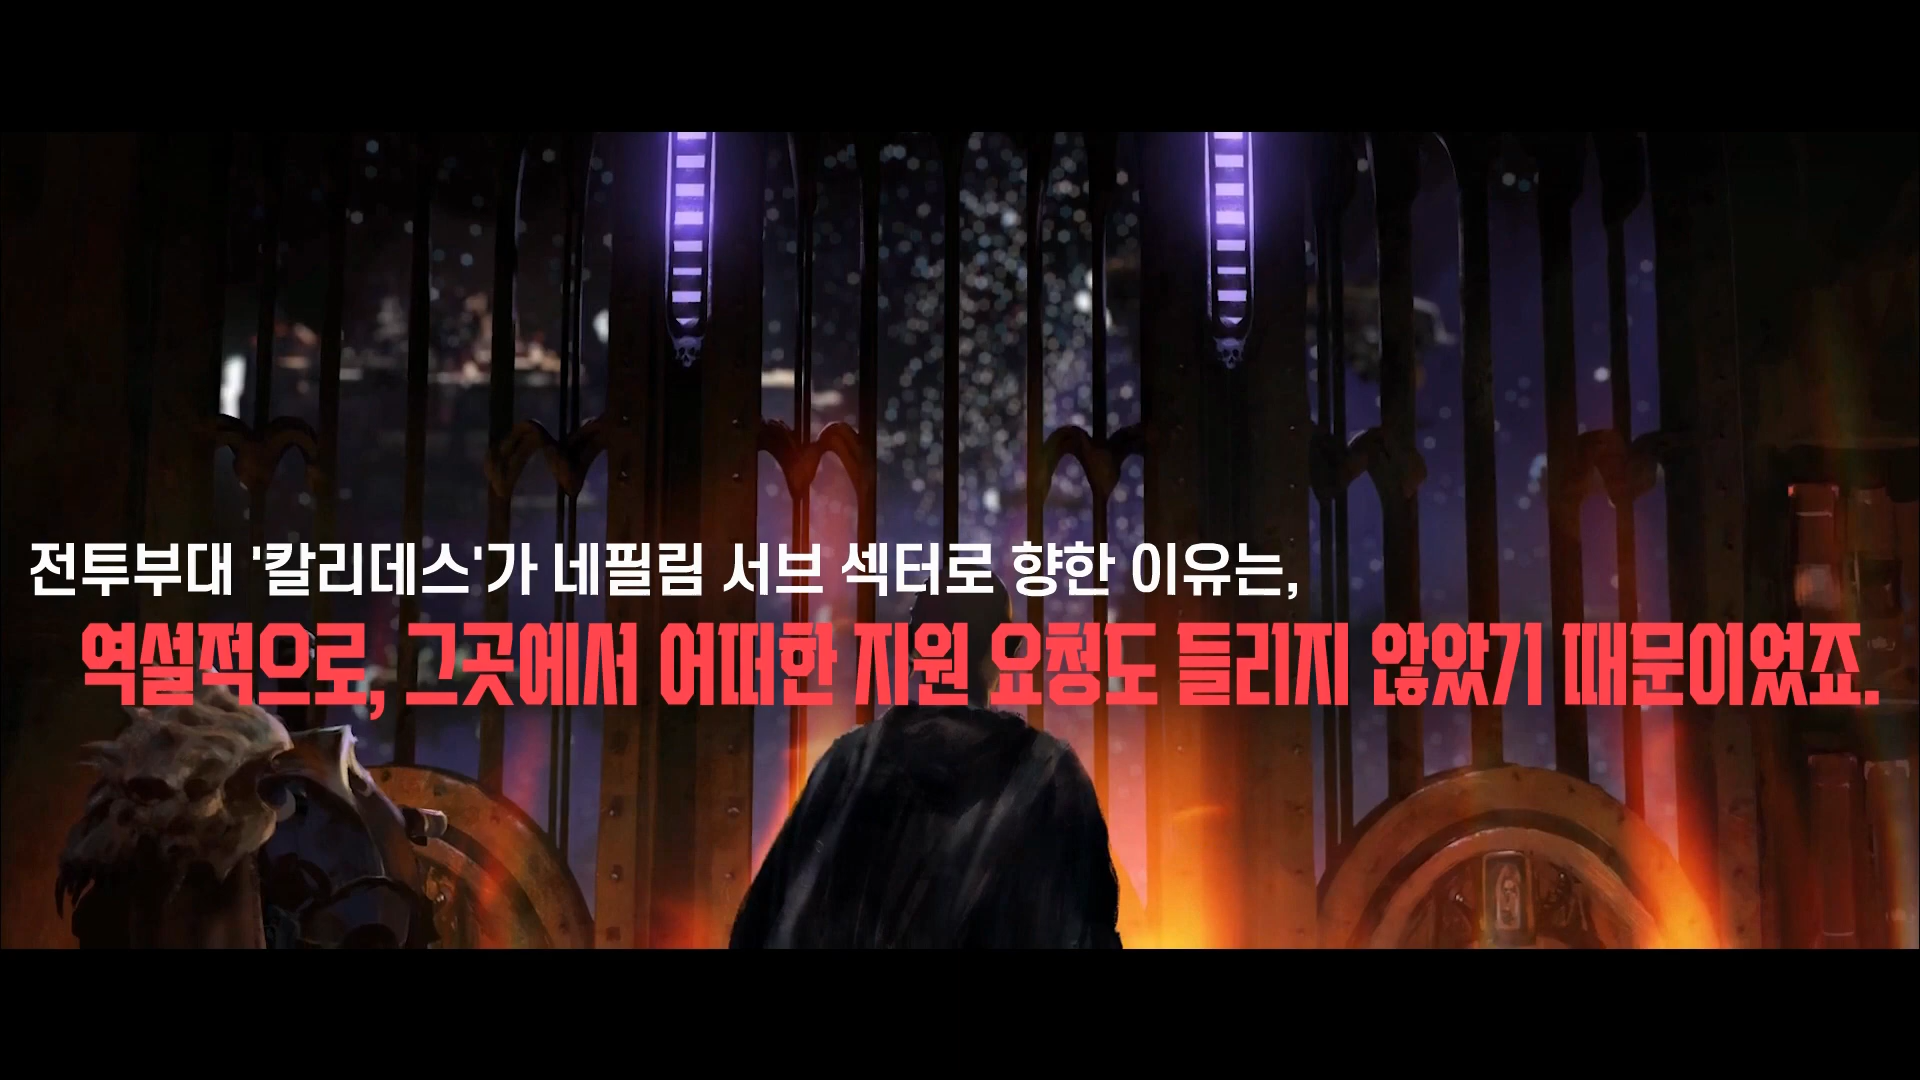 전투부대 '칼리데스'가 네필림 서브 섹터로 향한 이유는,
역설적으로, 그곳에서 어떠한 지원 요청도 들리지 않았기 때문이었죠.